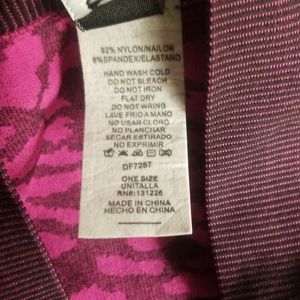 92% NYLON/NAILON
8% SPANDEX/ELASTANO
HAND WASH COLD
DO NOT BLEACH
DO NOT IRON
FLAT DRY
DO NOT WRING
LAVE FRIO A MANO
NO USAR CLORO
NO PLANCHAR
SECAR ESTIRADO
NO EXPRIMIR
DF7287
ONE SIZE
UNITALLA
RN#:131226
MADE IN CHINA
HECHO EN CHINA